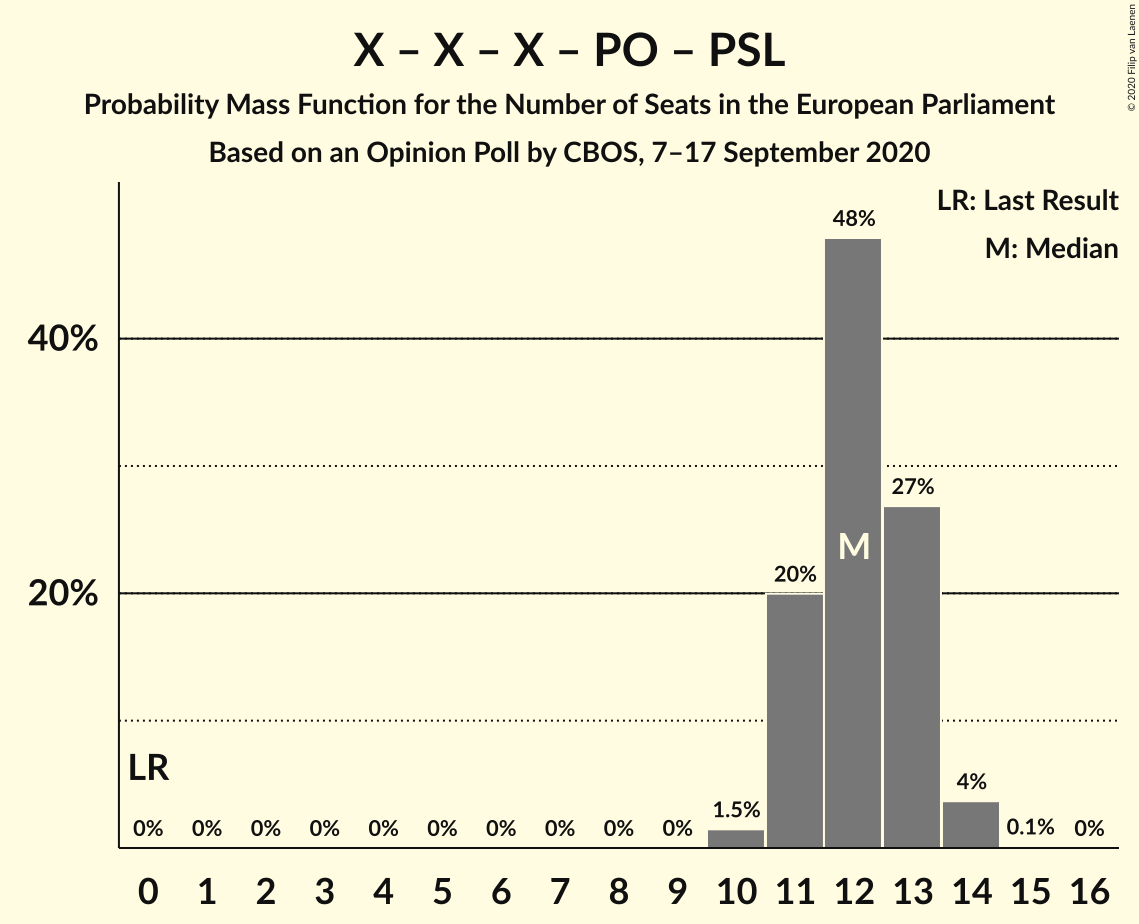 X – X – X – PO – PSL
Probability Mass Function for the Number of Seats in the European Parliament
Based on an Opinion Poll by CBOS, 7–17 September 2020
© 2020 Filip van Laenen
LR: Last Result
M: Median
48%
40%
27%
M
20%
20%
LR
4%
1.5%
0% 0% 0% 0% 0% 0% 0% 0% 0% 0% 0.1% 0%
0 1 2 3 4 5 6 7 8 9 10 11 12 13 14 15 16